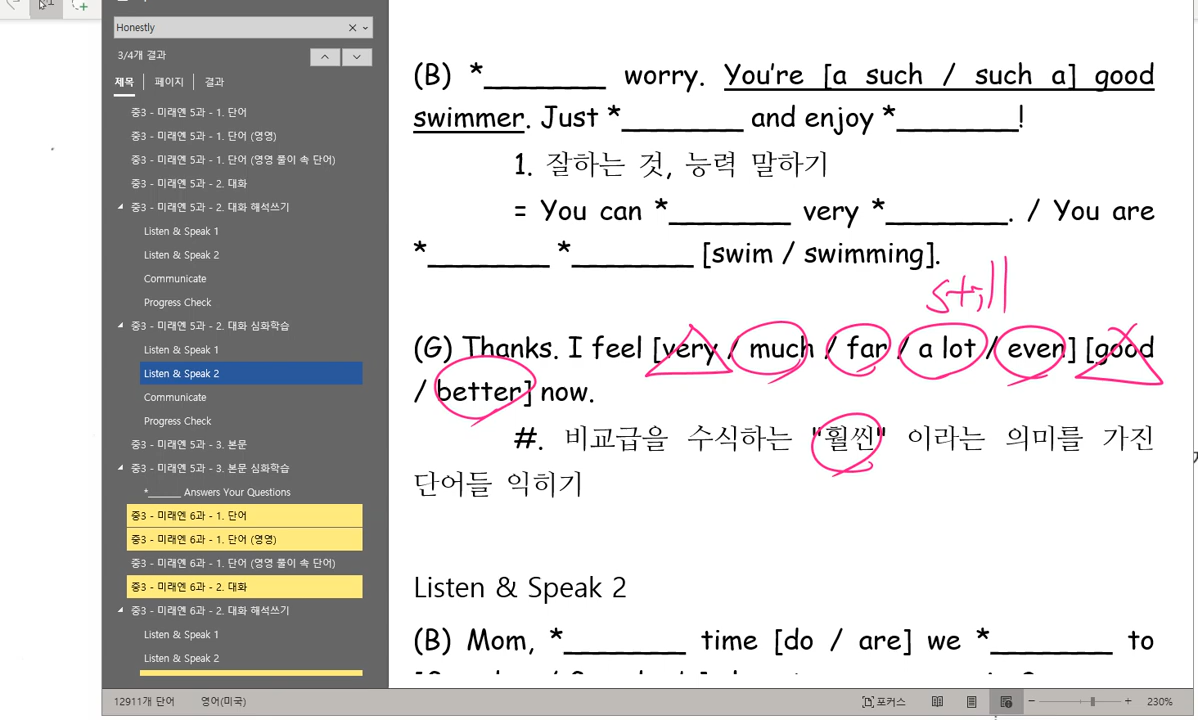 Honestly
3/4개 결과
제목 페이지 결과
중3 - 미래엔 5과 - 1. 단어
중3 - 미래엔 5과 - 1. 단어 (영영)
중3 - 미래엔 5과 - 1. 단어 (영영 풀이 속 단어)
중3 - 미래엔 5과 - 2. 대화
중3 - 미래엔 5과 - 2. 대화 해석쓰기
Listen & Speak 1
Listen & Speak 2
Communicate
Progress Check
중3 - 미래엔 5과 - 2. 대화 심화학습
Listen & Speak 1
Listen & Speak 2
Communicate
Progress Check
중3 - 미래엔 5과 - 3. 본문
중3 - 미래엔 5과 - 3. 본문 심화학습
*______ Answers Your Questions
중3 - 미래엔 6과 - 1. 단어
중3 - 미래엔 6과 - 1. 단어 (영영)
중3 - 미래엔 6과 - 1. 단어 (영영 풀이 속 단어)
중3 - 미래엔 6과 - 2. 대화
중3 - 미래엔 6과 - 2. 대화 해석쓰기
Listen & Speak 1
Listen & Speak 2
(B) *________ worry. You're [a such / such a] good
swimmer. Just *________ and enjoy *________!
1. 잘하는 것, 능력 말하기
= You can *________ very *________. / You are
*________ *________ [swim / swimming].
still
(G) Thanks. I feel [very / much / far / a lot / even] [good
/ better] now.
#. 비교급을 수식하는 "훨씬" 이라는 의미를 가진
단어들 익히기
Listen & Speak 2
(B) Mom, *________ time [do / are] we *________ to
12911개 단어 영어(미국) 포커스 230%